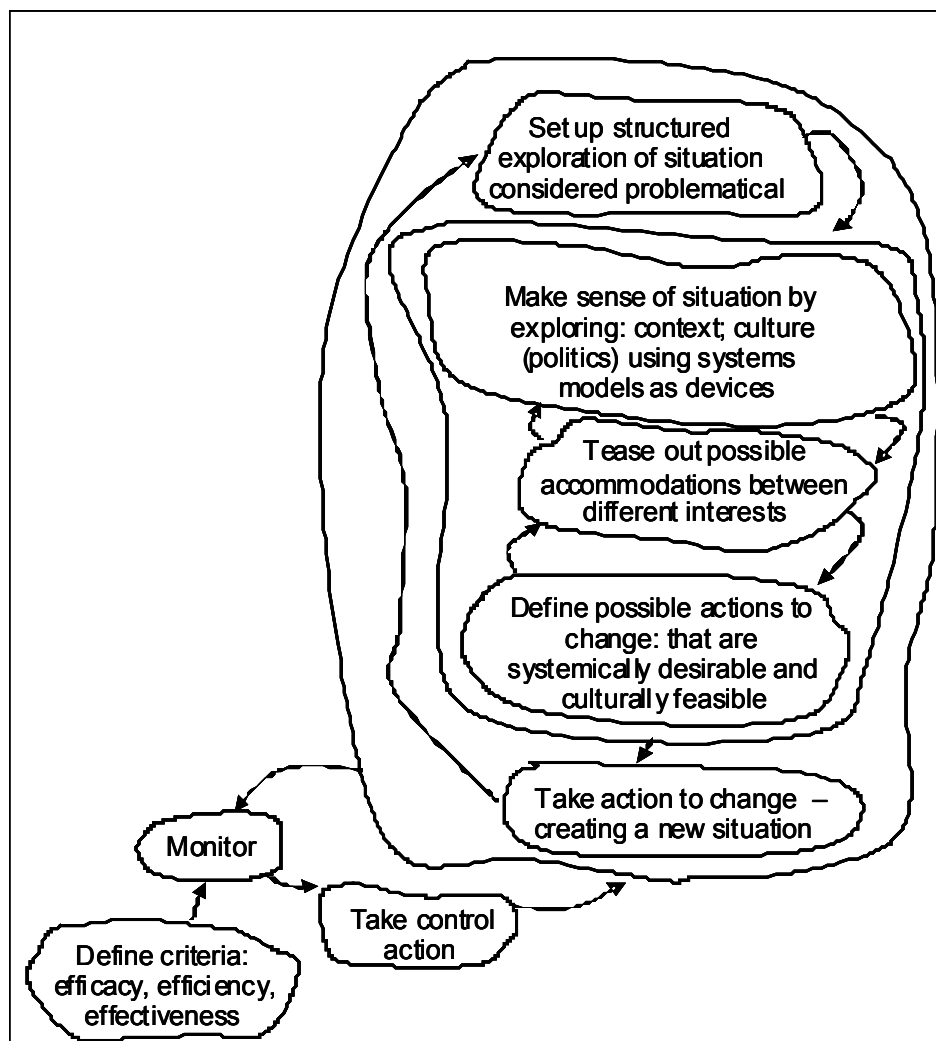 Set up structured
exploration of situation
considered problematical
Make sense of situation by
exploring: context; culture
(politics) using systems
models as devices
Tease out possible
accommodations between
different interests
Define possible actions to
change: that are
systemically desirable and
culturally feasible
Take action to change –
creating a new situation
Monitor
Take control
action
Define criteria:
efficacy, efficiency,
effectiveness